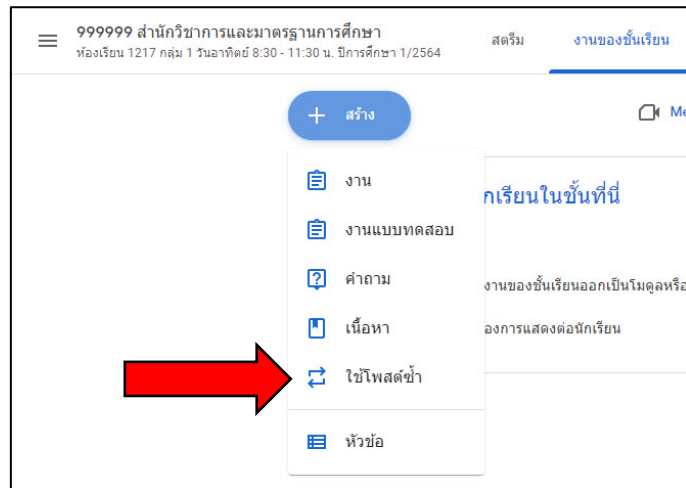 999999 สำนักวิชาการและมาตรฐานการศึกษา
ห้องเรียน 1217 กลุ่ม 1 วันอาทิตย์ 8:30 - 11:30 น. ปีการศึกษา 1/2564
สตรีม
งานของชั้นเรียน
+ สร้าง
Me
งาน
กเรียนในชั้นที่นี่
งานแบบทดสอบ
คำถาม
งานของชั้นเรียนออกเป็นโมดูลหรือ
เนื้อหา
องการแสดงต่อนักเรียน
ใช้โพสต์ซ้ำ
หัวข้อ